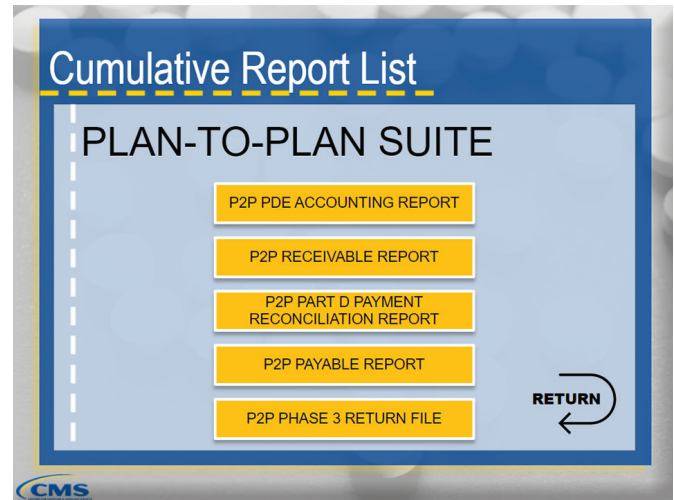 Cumulative Report List
PLAN-TO-PLAN SUITE
P2P PDE ACCOUNTING REPORT
P2P RECEIVABLE REPORT
P2P PART D PAYMENT
RECONCILIATION REPORT
P2P PAYABLE REPORT
P2P PHASE 3 RETURN FILE
RETURN
CMS